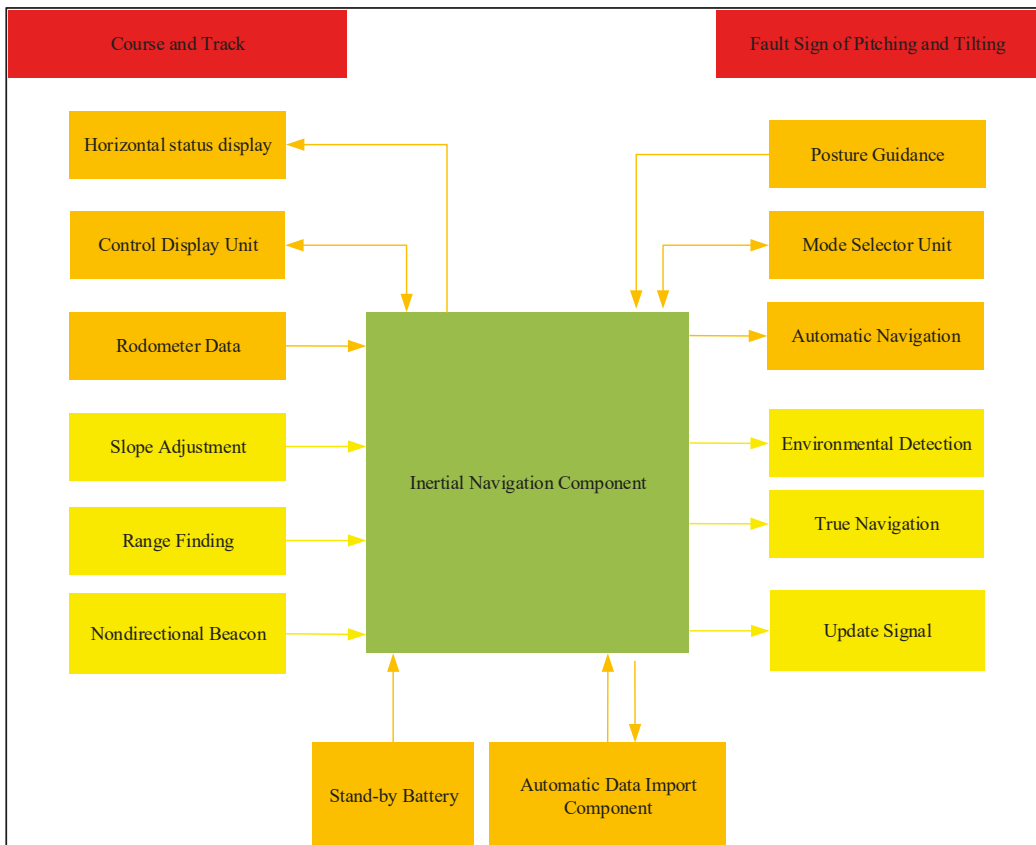 Course and Track
Fault Sign of Pitching and Tilting
Horizontal status display
Posture Guidance
Control Display Unit
Mode Selector Unit
Rodometer Data
Automatic Navigation
Slope Adjustment
Environmental Detection
Inertial Navigation Component
Range Finding
True Navigation
Nondirectional Beacon
Update Signal
Stand-by Battery
Automatic Data Import
Component